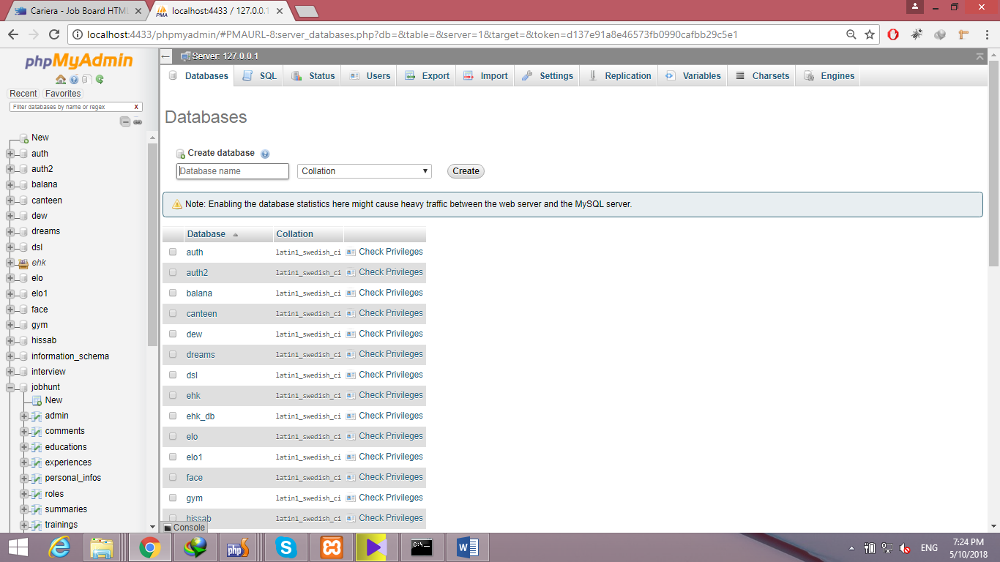 Cariera - Job Board HTML
localhost:4433 / 127.0.0.1
localhost:4433/phpmyadmin/#PMAURL-8:server_databases.php?db=&table=&server=1&target=&token=d137e91a8e46573fb0990cafbb29c5e1
phpMyAdmin
Recent Favorites
Filter databases by name or regex X
New
auth
auth2
balana
canteen
dew
dreams
dsl
ehk
elo
elo1
face
gym
hissab
information_schema
interview
jobhunt
New
admin
comments
educations
experiences
personal_infos
roles
summaries
trainings
Server: 127.0.0.1
Databases SQL Status Users Export Import Settings Replication Variables Charsets Engines
Databases
Create database
Database name Collation Create
Note: Enabling the database statistics here might cause heavy traffic between the web server and the MySQL server.
Database Collation
auth latin1_swedish_ci Check Privileges
auth2 latin1_swedish_ci Check Privileges
balana latin1_swedish_ci Check Privileges
canteen latin1_swedish_ci Check Privileges
dew latin1_swedish_ci Check Privileges
dreams latin1_swedish_ci Check Privileges
dsl latin1_swedish_ci Check Privileges
ehk latin1_swedish_ci Check Privileges
ehk_db latin1_swedish_ci Check Privileges
elo latin1_swedish_ci Check Privileges
elo1 latin1_swedish_ci Check Privileges
face latin1_swedish_ci Check Privileges
gym latin1_swedish_ci Check Privileges
hissab latin1_swedish_ci Check Privileges
Console
php
ENG
7:24 PM
5/10/2018